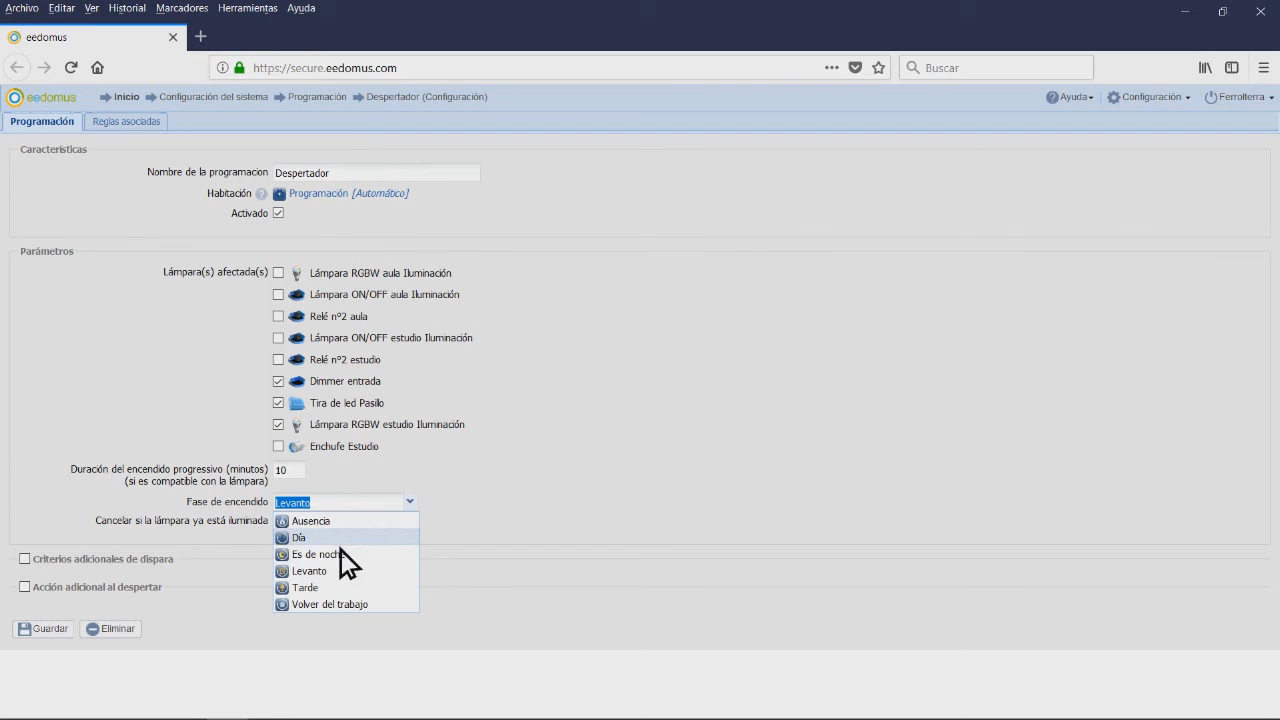 Archivo Editar Ver Historial Marcadores Herramientas Ayuda
eedomus
https://secure.eedomus.com
Buscar
eedomus Inicio Configuración del sistema Programación Despertador (Configuración) Ayuda Configuración Ferrolterra
Programación Reglas asociadas
Características
Nombre de la programacion Despertador
Habitación Programación [Automático]
Activado
Parámetros
Lámpara(s) afectada(s) Lámpara RGBW aula Iluminación
Lámpara ON/OFF aula Iluminación
Relé nº2 aula
Lámpara ON/OFF estudio Iluminación
Relé nº2 estudio
Dimmer entrada
Tira de led Pasilo
Lámpara RGBW estudio Iluminación
Enchufe Estudio
Duración del encendido progressivo (minutos) 10
(si es compatible con la lámpara)
Fase de encendido Levanto
Cancelar si la lámpara ya está iluminada
Ausencia
Día
Es de noche
Levanto
Tarde
Volver del trabajo
Criterios adicionales de dispara
Acción adicional al despertar
Guardar Eliminar